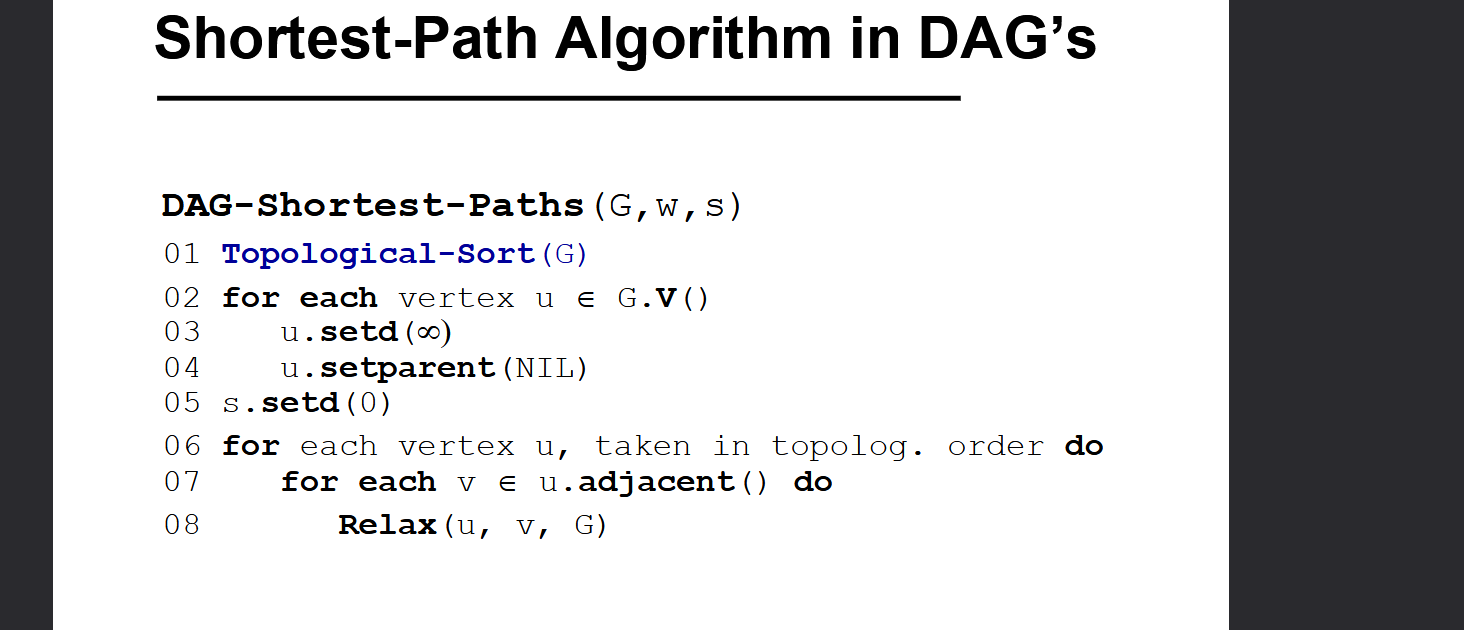 Shortest-Path Algorithm in DAG’s
DAG-Shortest-Paths(G,w,s)
01 Topological-Sort(G)
02 for each vertex u ∈ G.V()
03    u.setd(∞)
04    u.setparent(NIL)
05 s.setd(0)
06 for each vertex u, taken in topolog. order do
07    for each v ∈ u.adjacent() do
08       Relax(u, v, G)